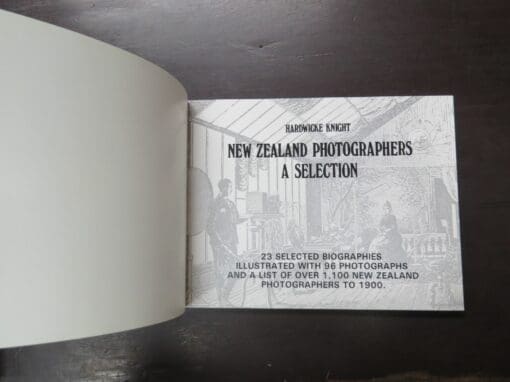 HARDWICKE KNIGHT
NEW ZEALAND PHOTOGRAPHERS
A SELECTION
23 SELECTED BIOGRAPHIES
ILLUSTRATED WITH 96 PHOTOGRAPHS
AND A LIST OF OVER 1,100 NEW ZEALAND
PHOTOGRAPHERS TO 1900.